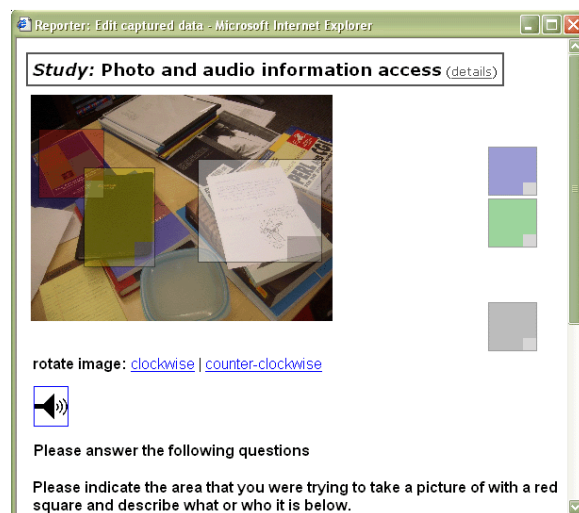 Reporter: Edit captured data - Microsoft Internet Explorer
Study: Photo and audio information access (details)
PERL
rotate image: clockwise | counter-clockwise
Please answer the following questions
Please indicate the area that you were trying to take a picture of with a red
square and describe what or who it is below.